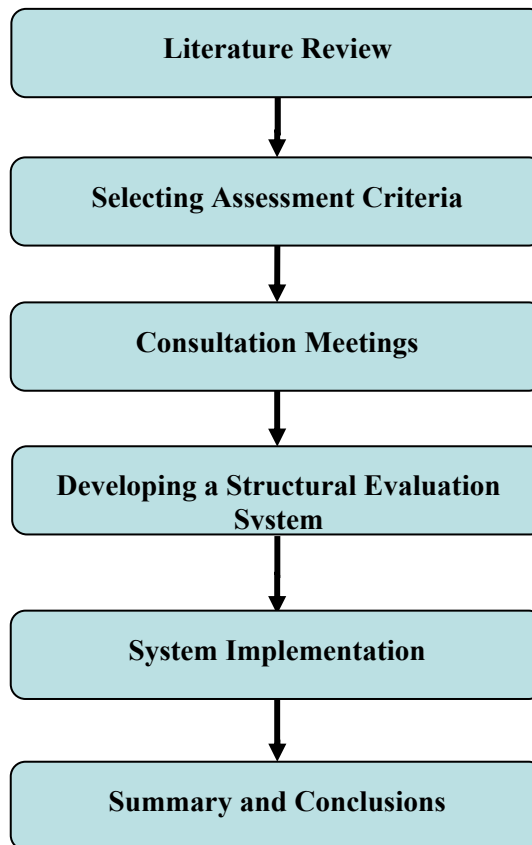 Literature Review
Selecting Assessment Criteria
Consultation Meetings
Developing a Structural Evaluation
System
System Implementation
Summary and Conclusions